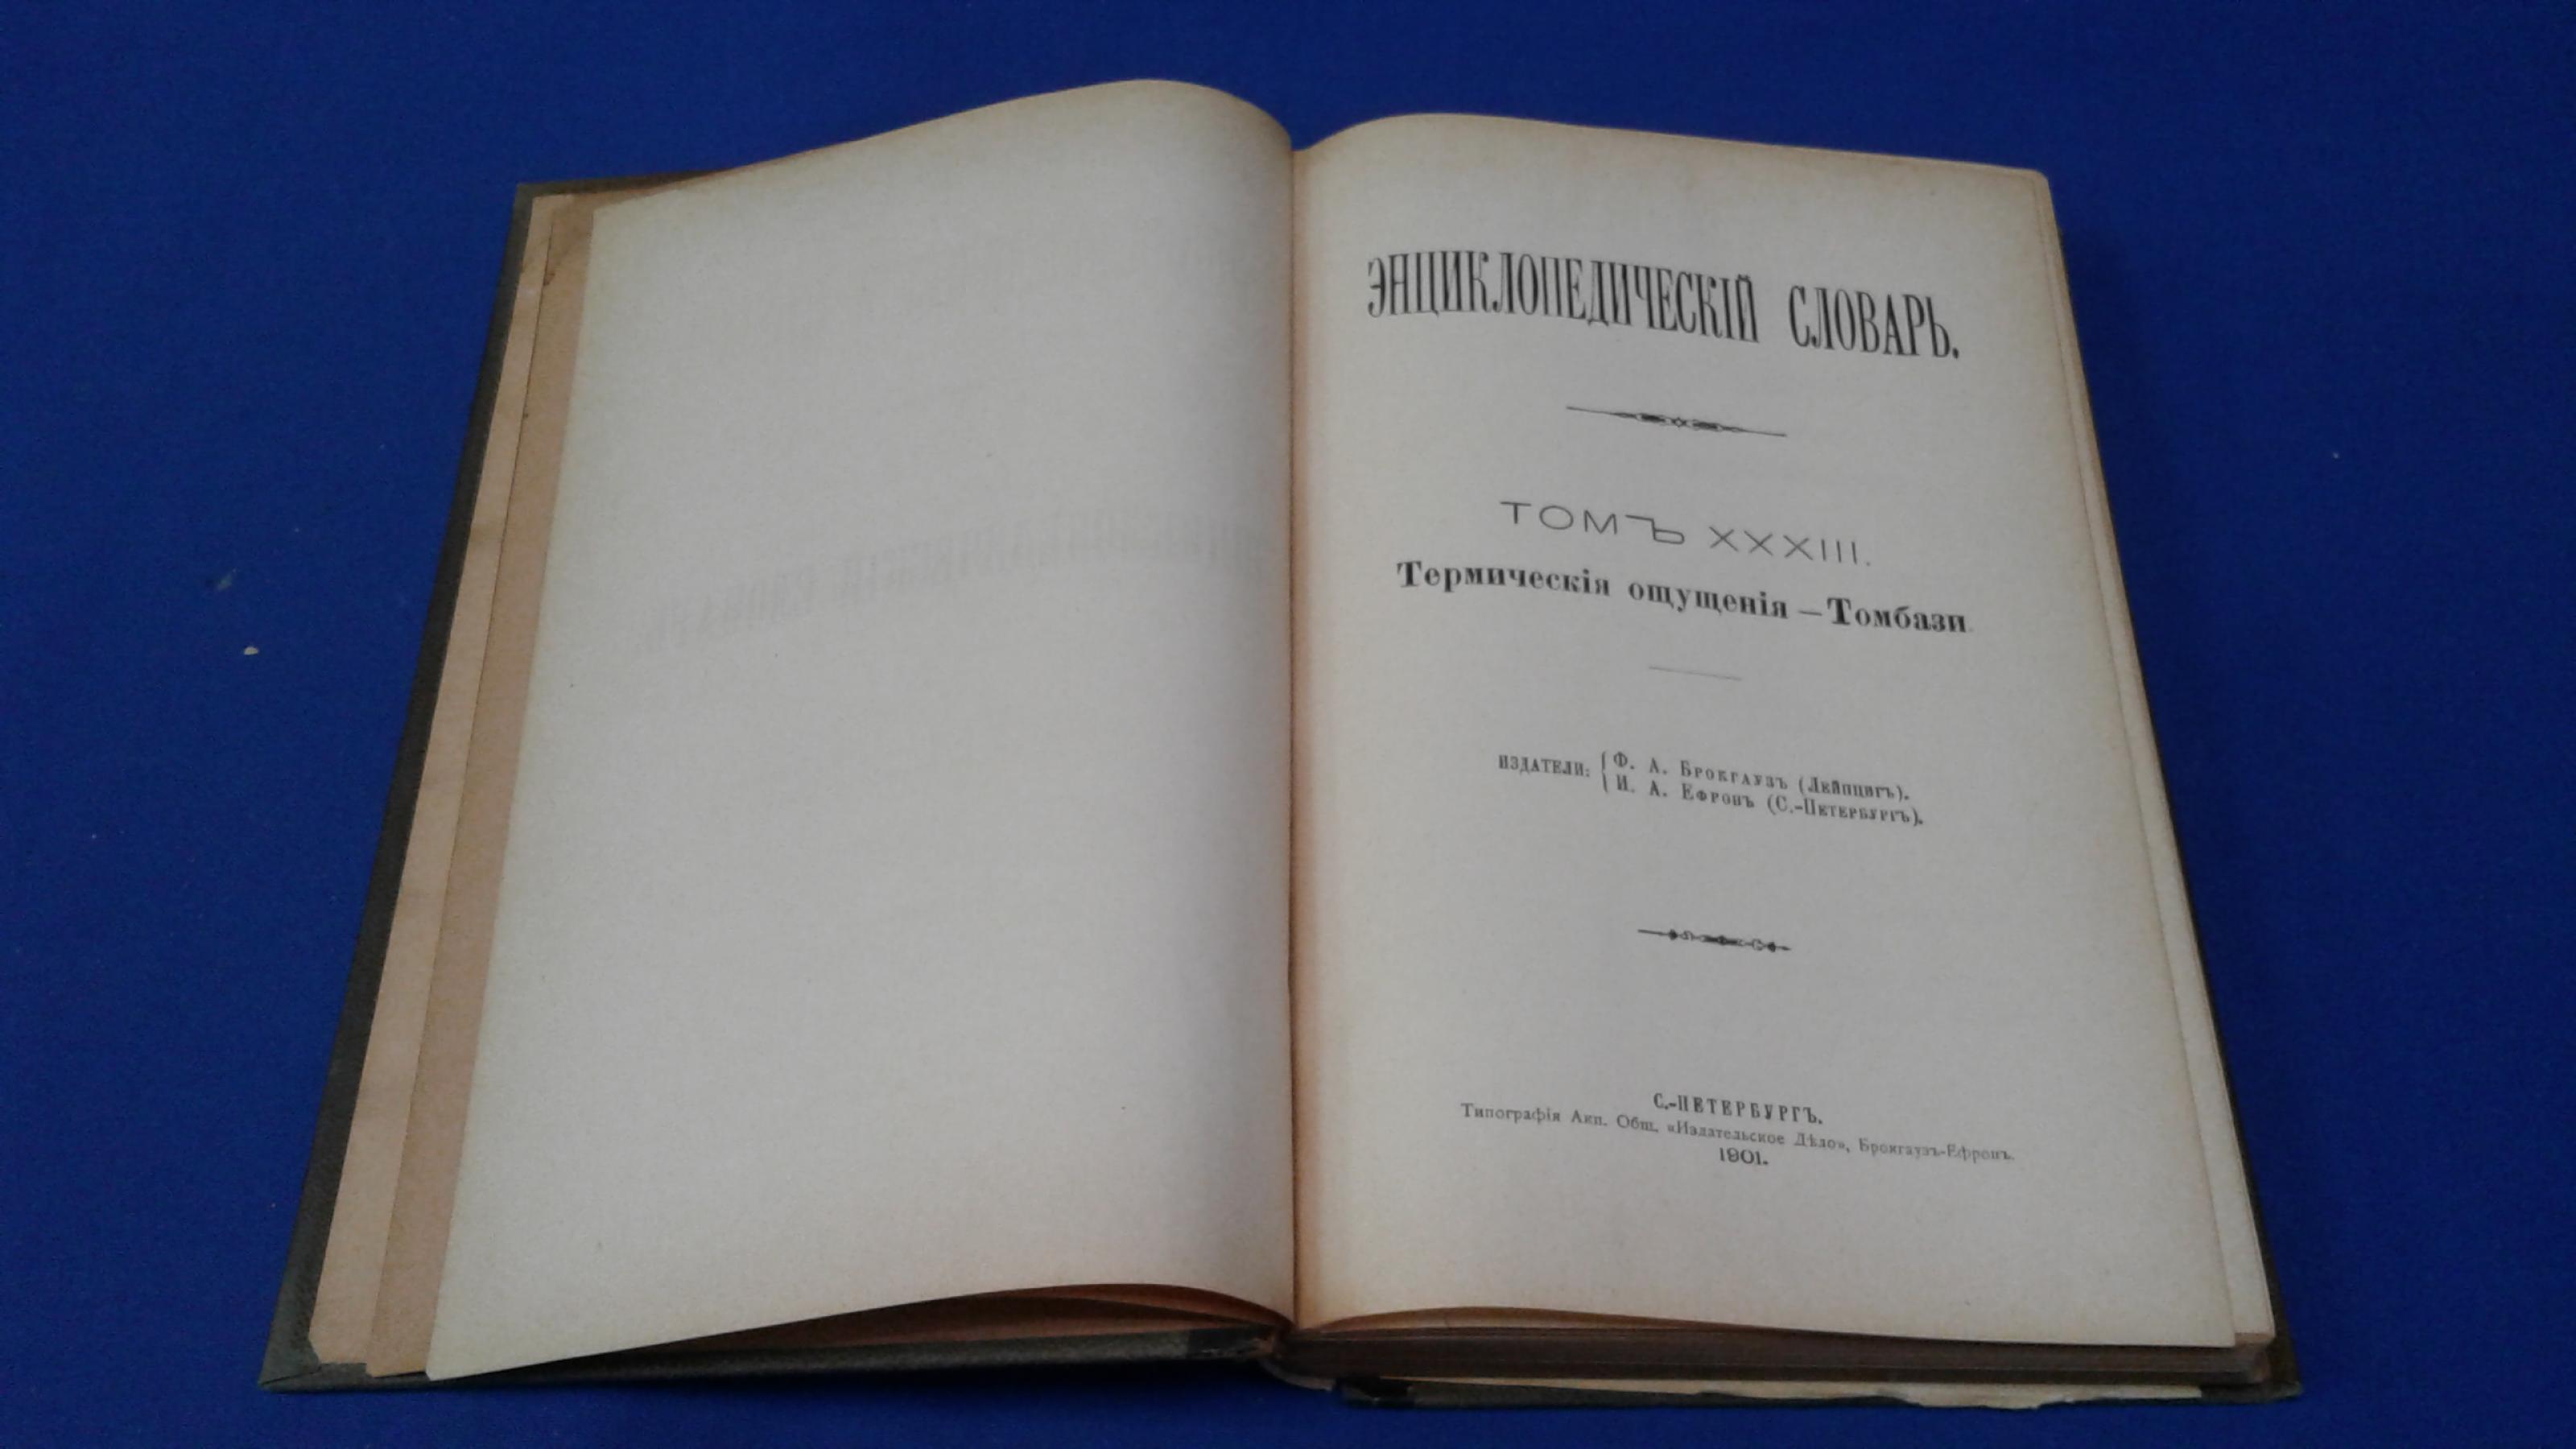 ЭНЦИКЛОПЕДИЧЕСКІЙ СЛОВАРЬ.
ТОМЪ XXXIII.
Термическія ощущенія — Томбази
ИЗДАТЕЛИ: { Ф. А. БРОКГАУЗЪ (ЛЕЙПЦИГЪ).
И. А. ЕФРОНЪ (С.-ПЕТЕРБУРГЪ).
С.-ПЕТЕРБУРГЪ.
Типографія Акц. Общ. «Издательское Дѣло», Брокгаузъ-Ефронъ.
1901.